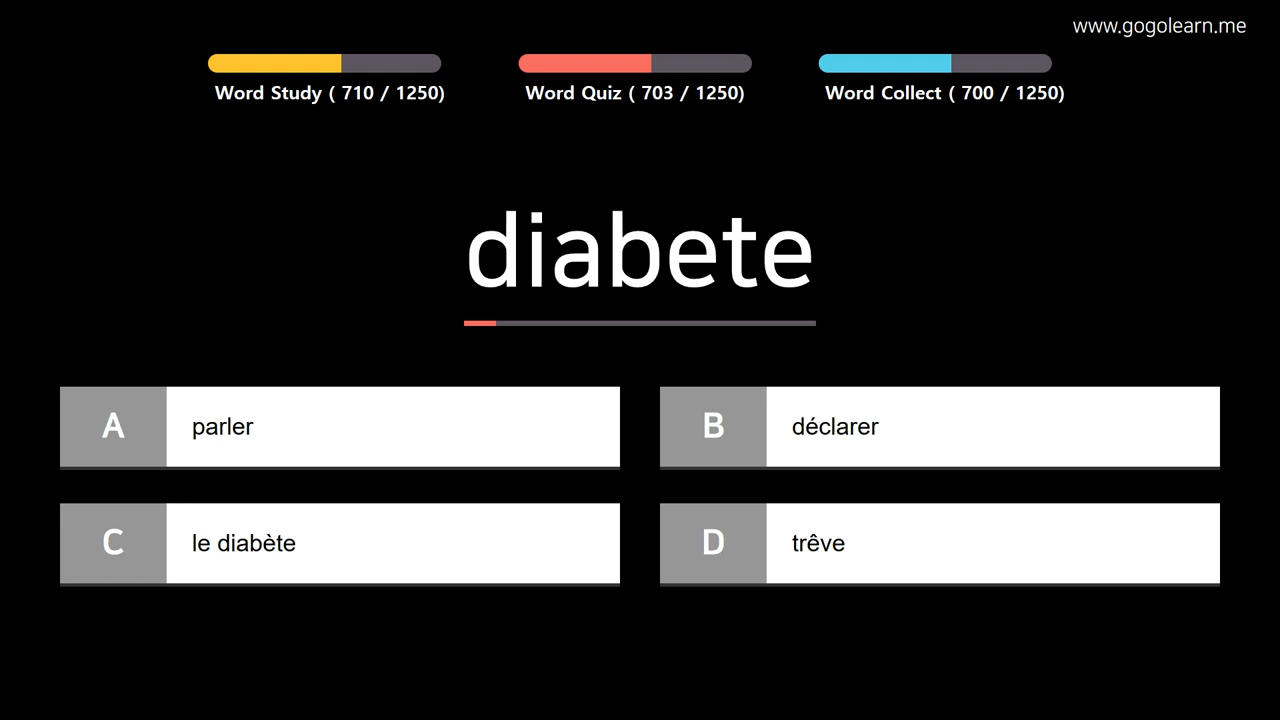 www.gogolearn.me
Word Study ( 710 / 1250)
Word Quiz ( 703 / 1250)
Word Collect ( 700 / 1250)
diabete
A
parler
B
déclarer
C
le diabète
D
trêve